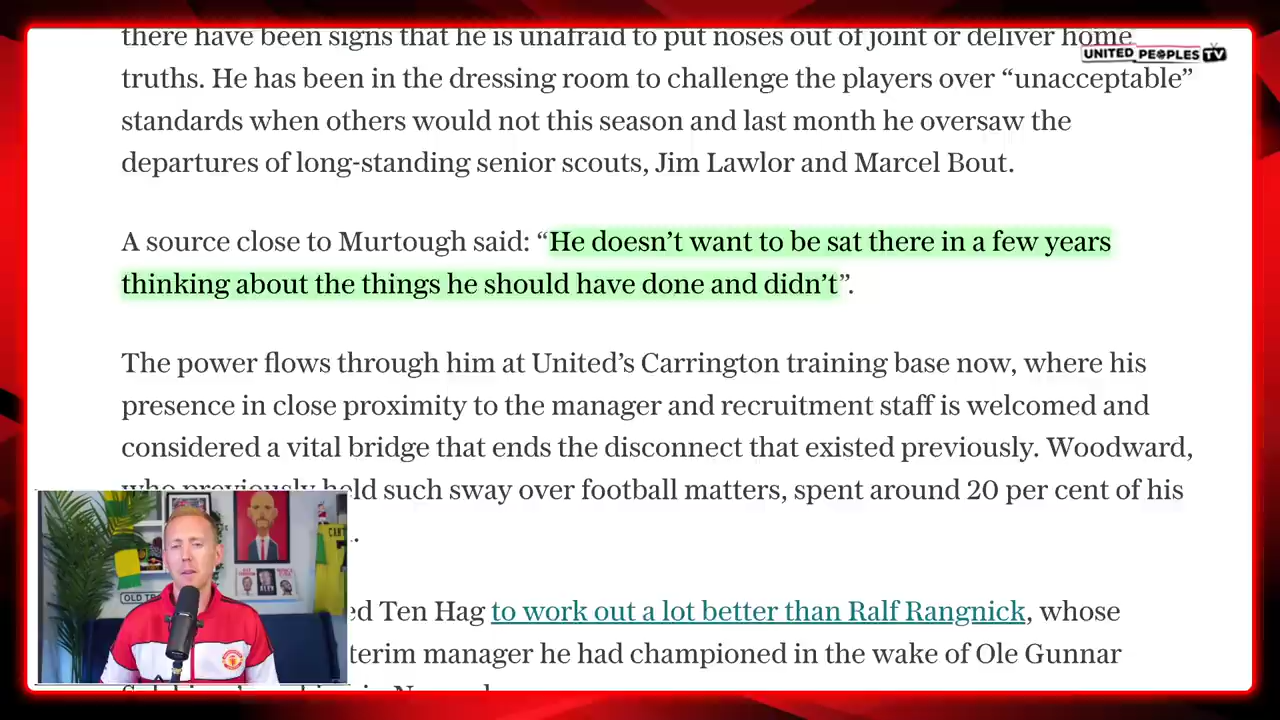 there have been signs that he is unafraid to put noses out of joint or deliver home
UNITED PEOPLES TV
truths. He has been in the dressing room to challenge the players over “unacceptable”
standards when others would not this season and last month he oversaw the
departures of long-standing senior scouts, Jim Lawlor and Marcel Bout.
A source close to Murtough said: “He doesn’t want to be sat there in a few years
thinking about the things he should have done and didn’t”.
The power flows through him at United’s Carrington training base now, where his
presence in close proximity to the manager and recruitment staff is welcomed and
considered a vital bridge that ends the disconnect that existed previously. Woodward,
who previously held such sway over football matters, spent around 20 per cent of his
.
ed Ten Hag to work out a lot better than Ralf Rangnick, whose
terim manager he had championed in the wake of Ole Gunnar
CANT
OLD TR